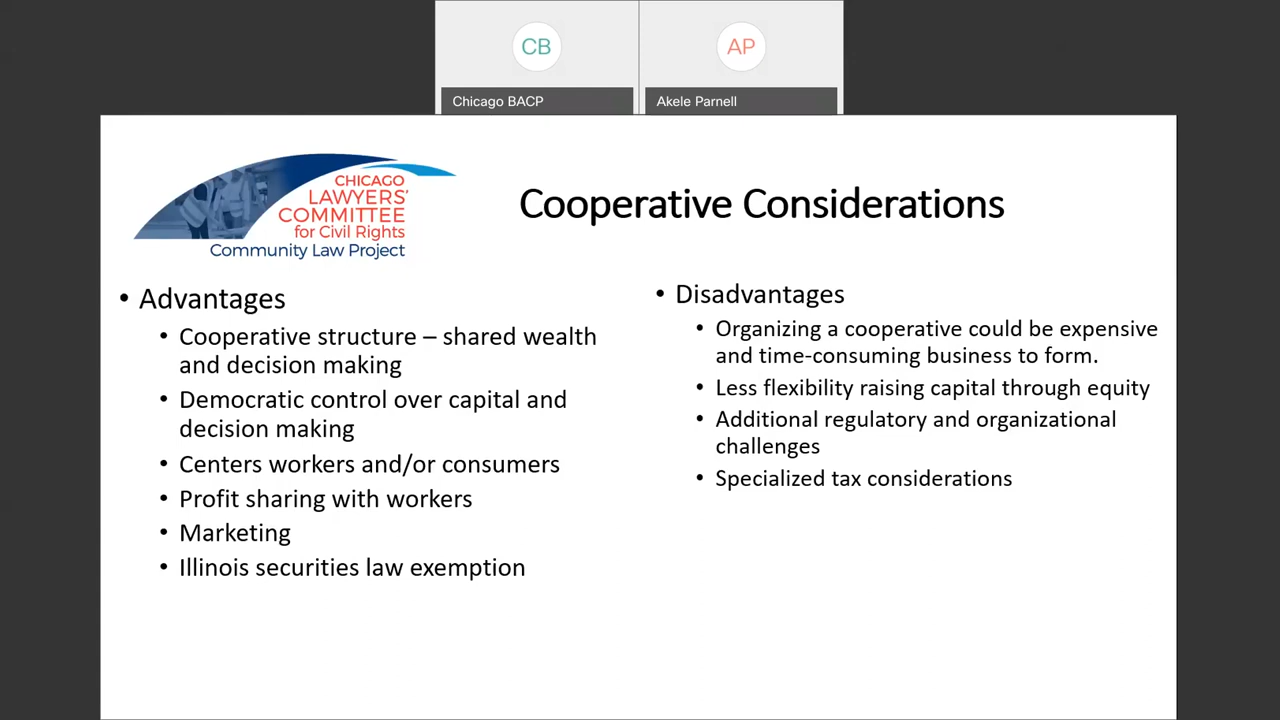 CB
AP
Chicago BACP
Akele Parnell
CHICAGO
LAWYERS'
COMMITTEE
for Civil Rights
Community Law Project
Cooperative Considerations
• Advantages
• Cooperative structure – shared wealth
and decision making
• Democratic control over capital and
decision making
• Centers workers and/or consumers
• Profit sharing with workers
• Marketing
• Illinois securities law exemption
• Disadvantages
• Organizing a cooperative could be expensive
and time-consuming business to form.
• Less flexibility raising capital through equity
• Additional regulatory and organizational
challenges
• Specialized tax considerations